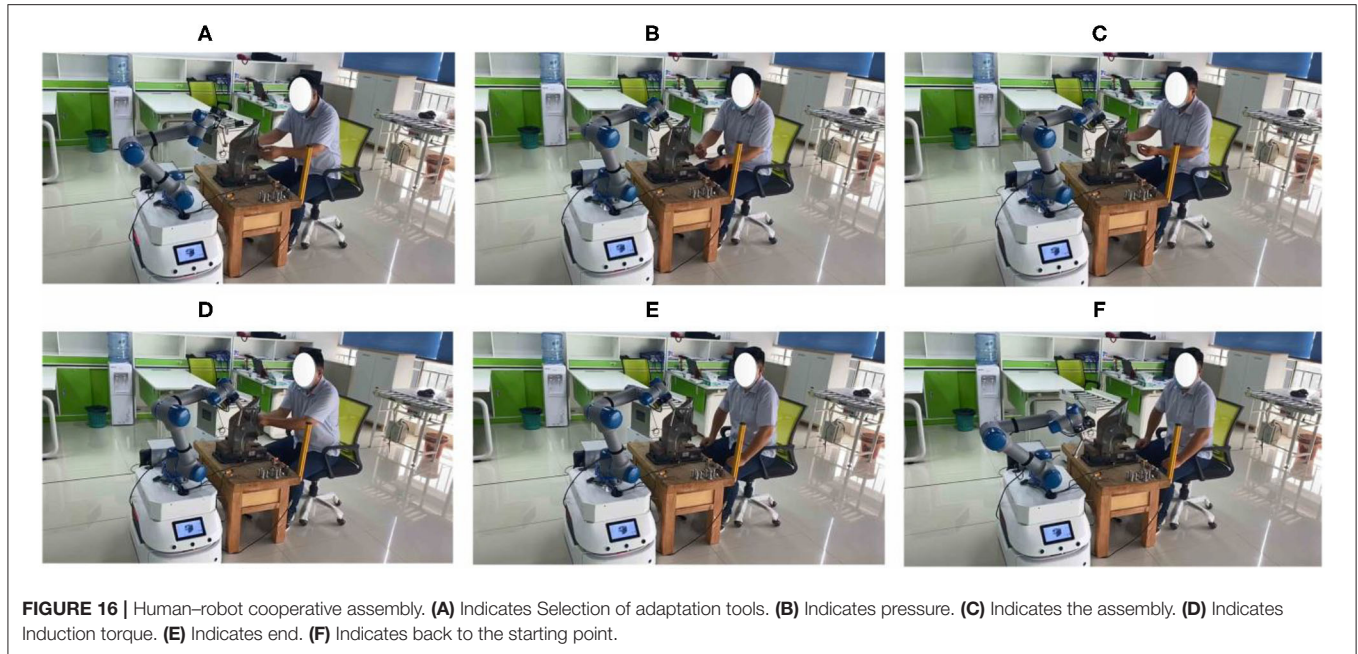 A
B
C
D
E
F
FIGURE 16 | Human–robot cooperative assembly. (A) Indicates Selection of adaptation tools. (B) Indicates pressure. (C) Indicates the assembly. (D) Indicates
Induction torque. (E) Indicates end. (F) Indicates back to the starting point.